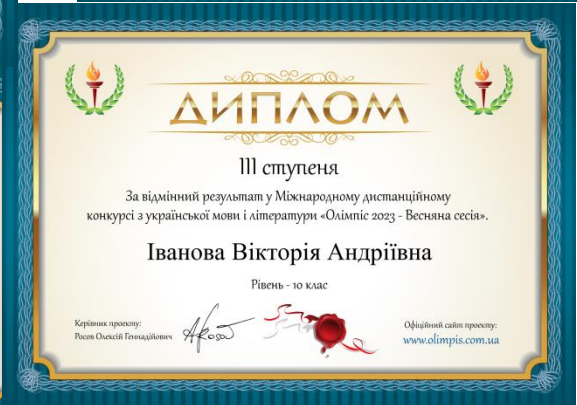 ДИПЛОМ
III ступеня
За відмінний результат у Міжнародному дистанційному
конкурсі з української мови і літератури «Олімпіс 2023 - Весняна сесія».
Іванова Вікторія Андріївна
Рівень - 10 клас
Керівник проекту:
Росов Олексій Геннадійович
Офіційний сайт проекту:
www.olimpis.com.ua